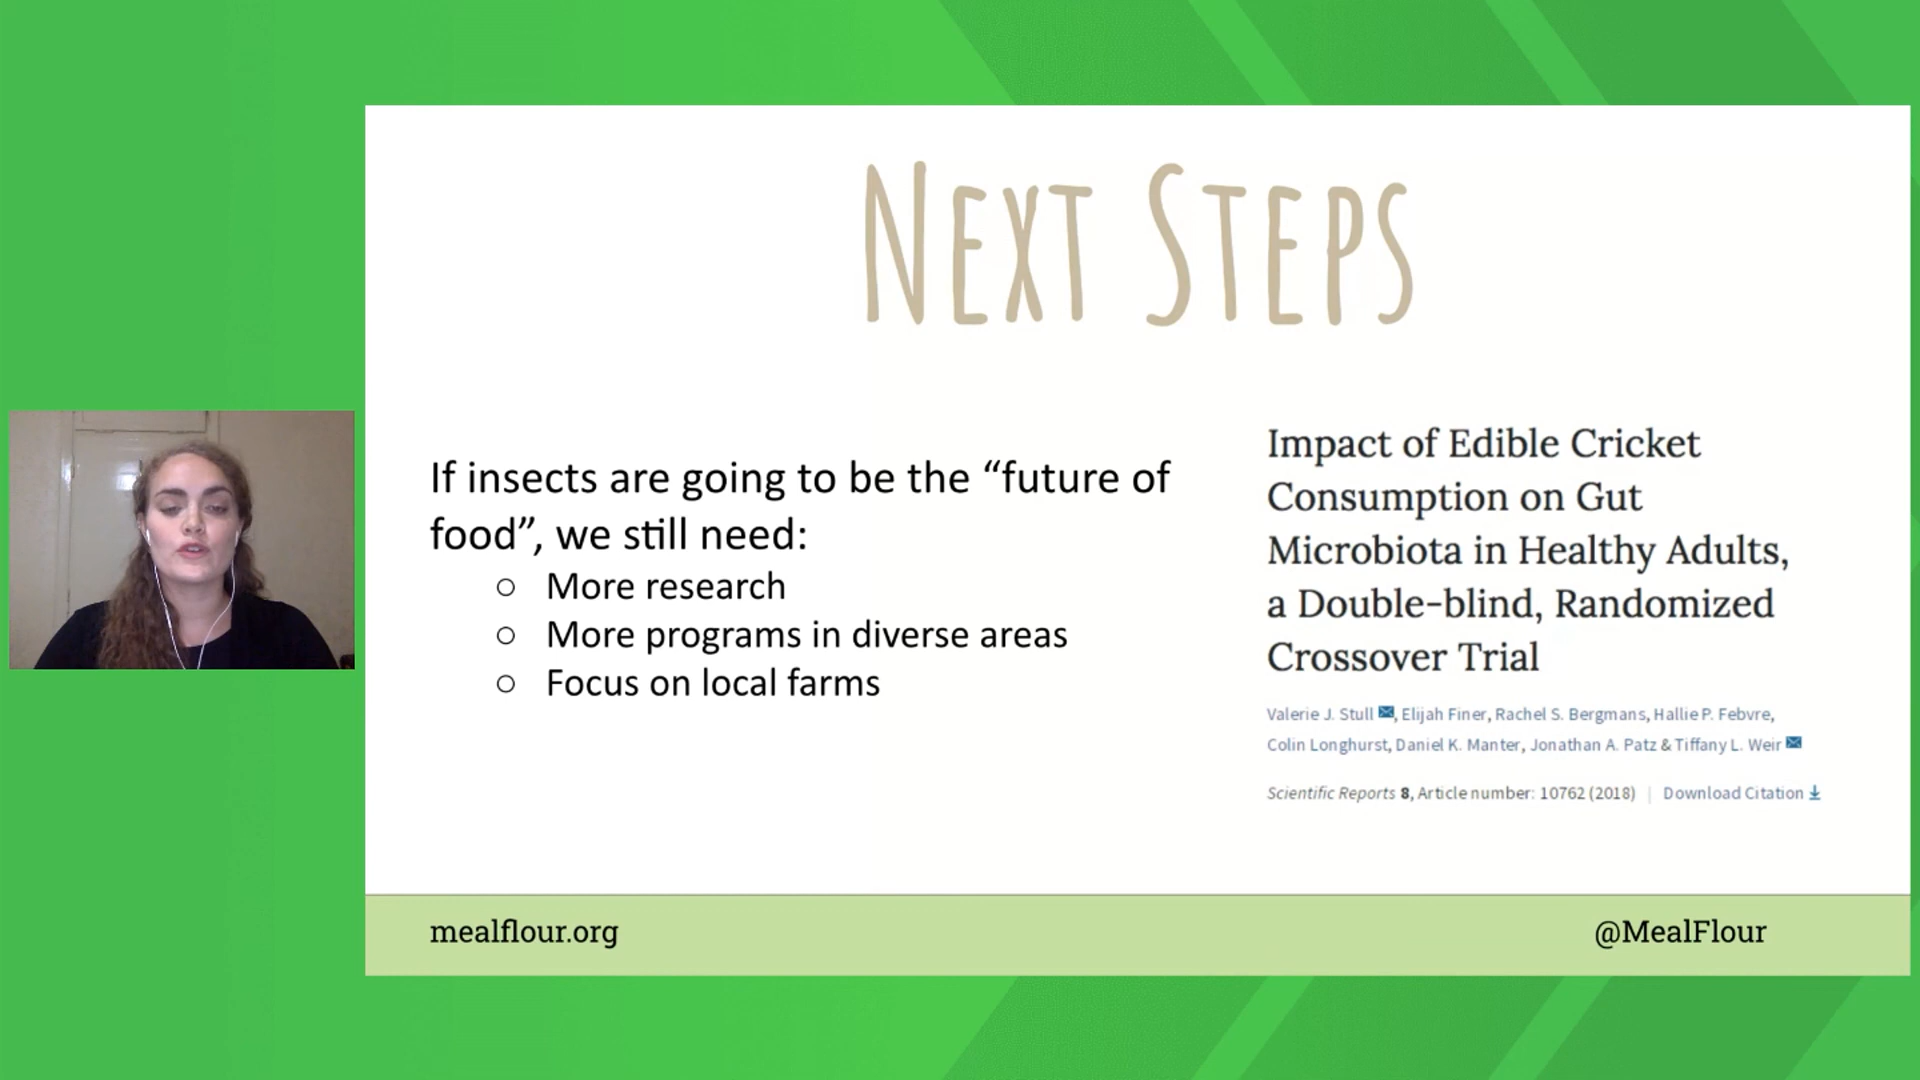 Next Steps
If insects are going to be the “future of
food”, we still need:
○ More research
○ More programs in diverse areas
○ Focus on local farms
Impact of Edible Cricket
Consumption on Gut
Microbiota in Healthy Adults,
a Double-blind, Randomized
Crossover Trial
Valerie J. Stull, Elijah Finer, Rachel S. Bergmans, Hallie P. Febvre,
Colin Longhurst, Daniel K. Manter, Jonathan A. Patz & Tiffany L. Weir
Scientific Reports 8, Article number: 10762 (2018) | Download Citation
mealflour.org
@MealFlour